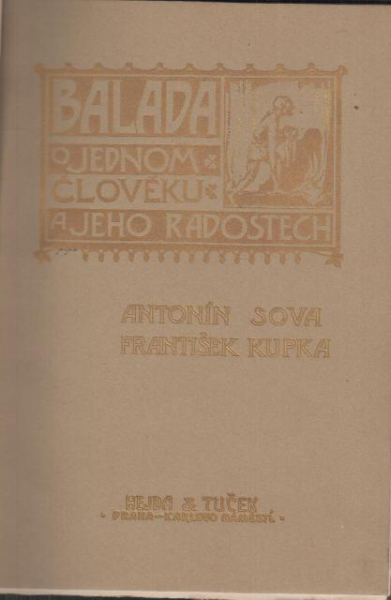 BALADA
O JEDNOM
ČLOVĚKU
A JEHO RADOSTECH
ANTONÍN SOVA
FRANTIŠEK KUPKA
HEJDA & TUČEK
PRAHA-KARLOVO NÁMĚSTÍ